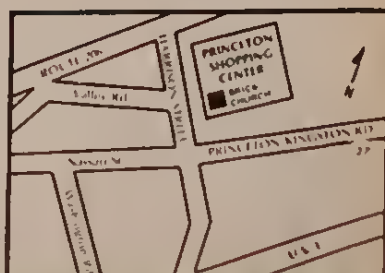 ROUTE 206
Valley Rd.
HARRISON STREET
PRINCETON
SHOPPING
CENTER
BRICK
CHURCH
N
Nassau St.
PRINCETON KINGSTON RD.
27
U.S. 1